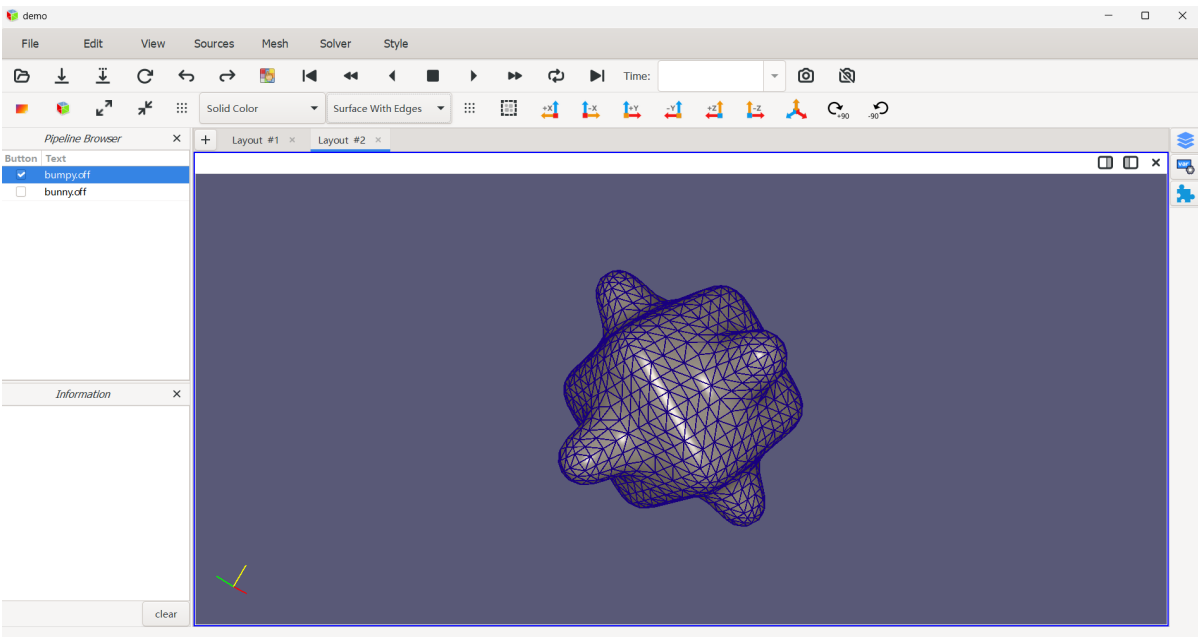 demo
File Edit View Sources Mesh Solver Style
Time:
Solid Color Surface With Edges +X -X +Y -Y +Z -Z +90 -90
Pipeline Browser
Layout #1 Layout #2
Button Text
bumpy.off
bunny.off
Information
clear